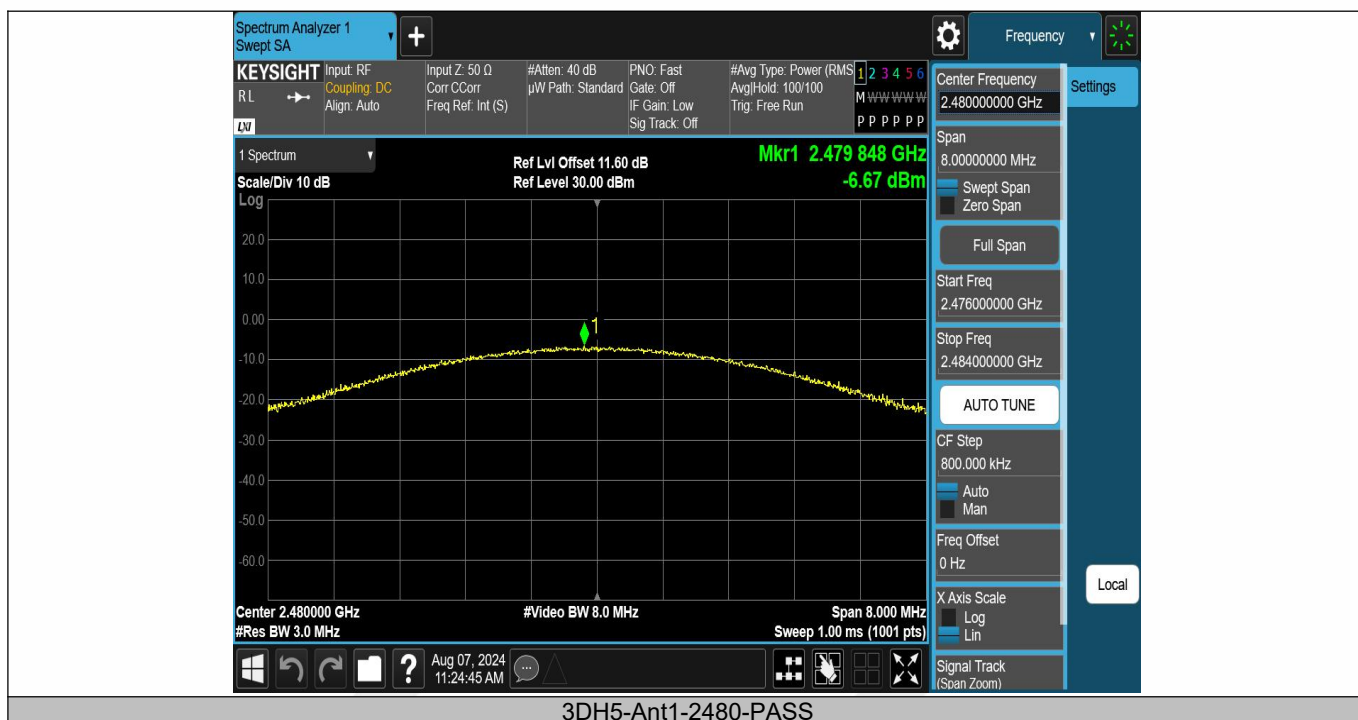 Spectrum Analyzer 1
Swept SA
Frequency
KEYSIGHT
RL
LXI
Input: RF
Coupling: DC
Align: Auto
Input Z: 50 Ω
Corr CCorr
Freq Ref: Int (S)
#Atten: 40 dB
µW Path: Standard
PNO: Fast
Gate: Off
IF Gain: Low
Sig Track: Off
#Avg Type: Power (RMS
Avg|Hold: 100/100
Trig: Free Run
1 2 3 4 5 6
M W W W W W
P P P P P P
1 Spectrum
Scale/Div 10 dB
Log
Ref Lvl Offset 11.60 dB
Ref Level 30.00 dBm
Mkr1 2.479 848 GHz
-6.67 dBm
20.0
10.0
0.00
-10.0
-20.0
-30.0
-40.0
-50.0
-60.0
1
Center 2.480000 GHz
#Res BW 3.0 MHz
#Video BW 8.0 MHz
Span 8.000 MHz
Sweep 1.00 ms (1001 pts)
Center Frequency
2.480000000 GHz
Settings
Span
8.00000000 MHz
Swept Span
Zero Span
Full Span
Start Freq
2.476000000 GHz
Stop Freq
2.484000000 GHz
AUTO TUNE
CF Step
800.000 kHz
Auto
Man
Freq Offset
0 Hz
X Axis Scale
Log
Lin
Local
Signal Track
(Span Zoom)
?
Aug 07, 2024
11:24:45 AM
3DH5-Ant1-2480-PASS